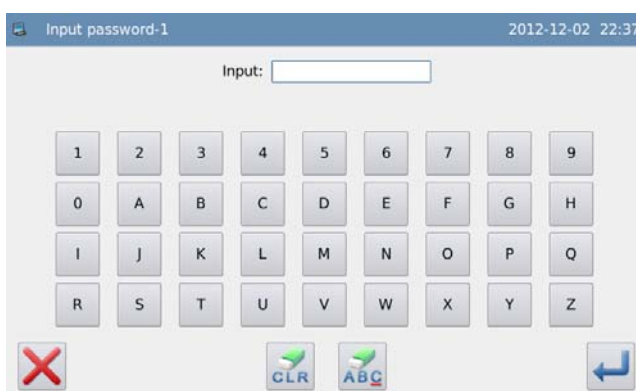 Input password-1 2012-12-02 22:37
Input:
1 2 3 4 5 6 7 8 9
0 A B C D E F G H
I J K L M N O P Q
R S T U V W X Y Z
CLR ABC